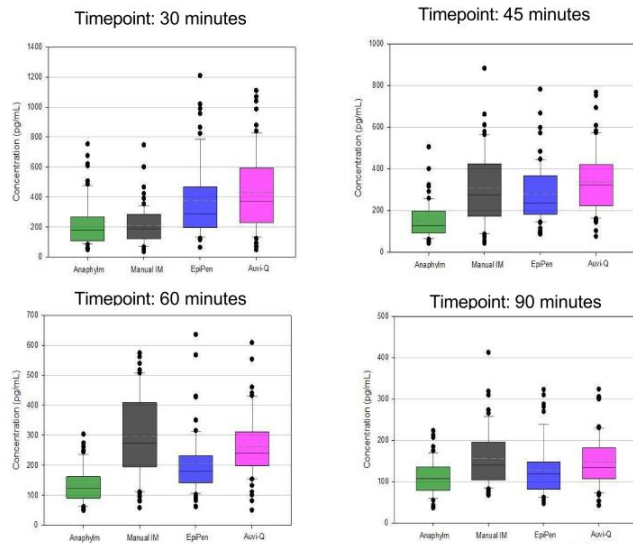 Timepoint: 30 minutes
Concentration (pg/mL)
1400
1200
1000
800
600
400
200
0
Anaphylm Manual IM EpiPen Auvi-Q
Timepoint: 45 minutes
Concentration (pg/mL)
1000
800
600
400
200
0
Anaphylm Manual IM EpiPen Auvi-Q
Timepoint: 60 minutes
Concentration (pg/mL)
700
600
500
400
300
200
100
0
Anaphylm Manual IM EpiPen Auvi-Q
Timepoint: 90 minutes
Concentration (pg/mL)
500
400
300
200
100
0
Anaphylm Manual IM EpiPen Auvi-Q